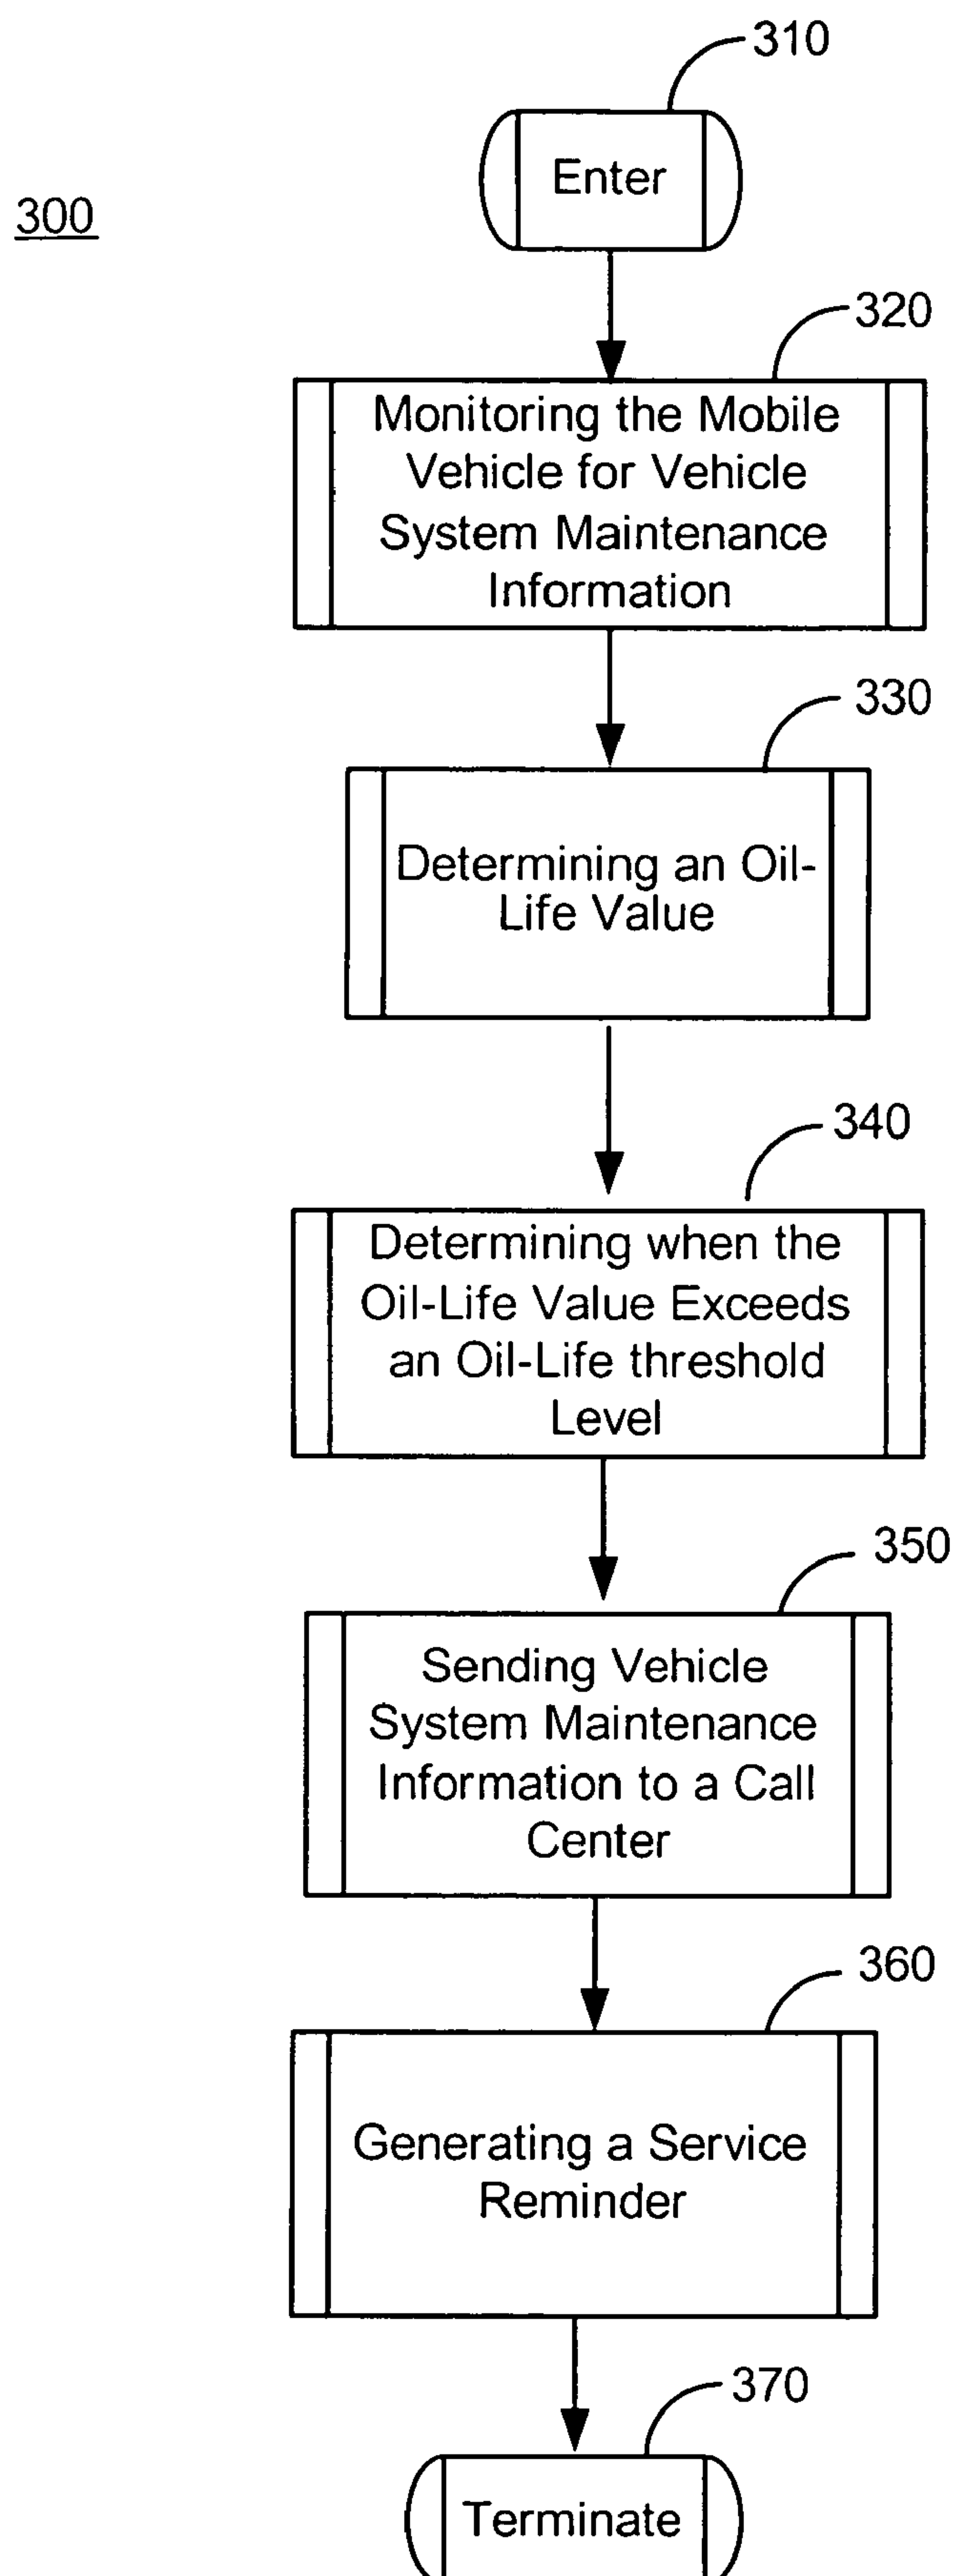 310
Enter
300
320
Monitoring the Mobile
Vehicle for Vehicle
System Maintenance
Information
330
Determining an Oil-
Life Value
340
Determining when the
Oil-Life Value Exceeds
an Oil-Life threshold
Level
350
Sending Vehicle
System Maintenance
Information to a Call
Center
360
Generating a Service
Reminder
370
Terminate